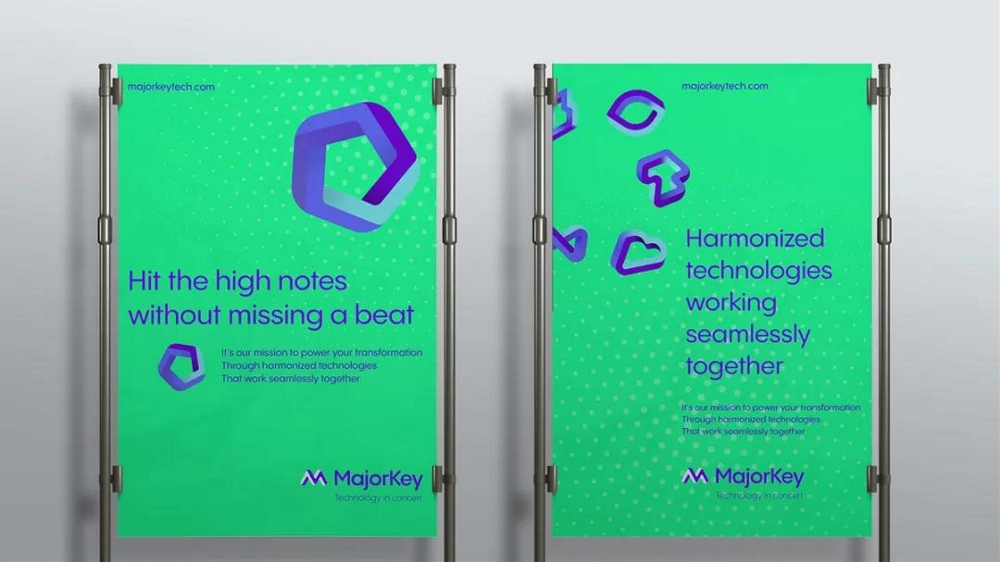 majorkeytech.com
Hit the high notes
without missing a beat
It's our mission to power your transformation
Through harmonized technologies
That work seamlessly together
MajorKey
Technology in concert
majorkeytech.com
Harmonized
technologies
working
seamlessly
together
It's our mission to power your transformation
Through harmonized technologies
That work seamlessly together
MajorKey
Technology in concert